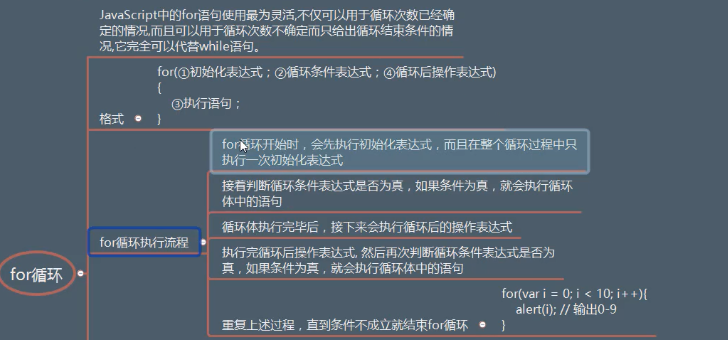 JavaScript中的for语句使用最为灵活,不仅可以用于循环次数已经确
定的情况,而且可以用于循环次数不确定而只给出循环结束条件的情
况,它完全可以代替while语句。
for(①初始化表达式；②循环条件表达式；④循环后操作表达式)
{
③执行语句；
格式
}
for循环开始时，会先执行初始化表达式，而且在整个循环过程中只
执行一次初始化表达式
接着判断循环条件表达式是否为真，如果条件为真，就会执行循环
体中的语句
循环体执行完毕后，接下来会执行循环后的操作表达式
for循环执行流程
执行完循环后操作表达式, 然后再次判断循环条件表达式是否为
真，如果条件为真，就会执行循环体中的语句
for循环
for(var i = 0; i < 10; i++){
alert(i); // 输出0-9
重复上述过程，直到条件不成立就结束for循环
}